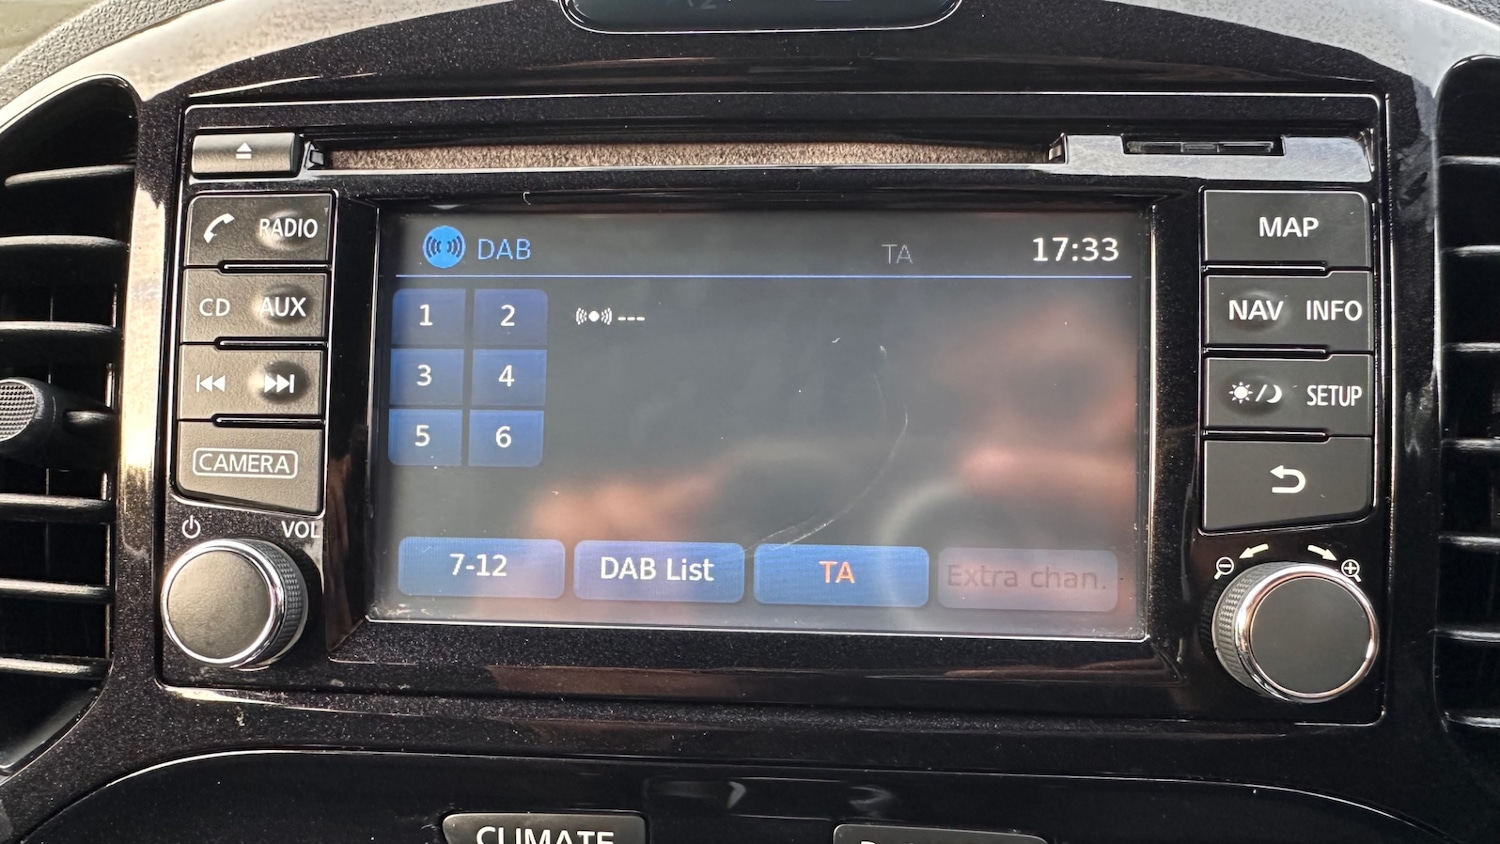 RADIO
CD AUX
CAMERA
VOL
DAB TA 17:33
1 2 ---
3 4
5 6
7-12 DAB List TA Extra chan.
MAP
NAV INFO
SETUP
CLIMATE